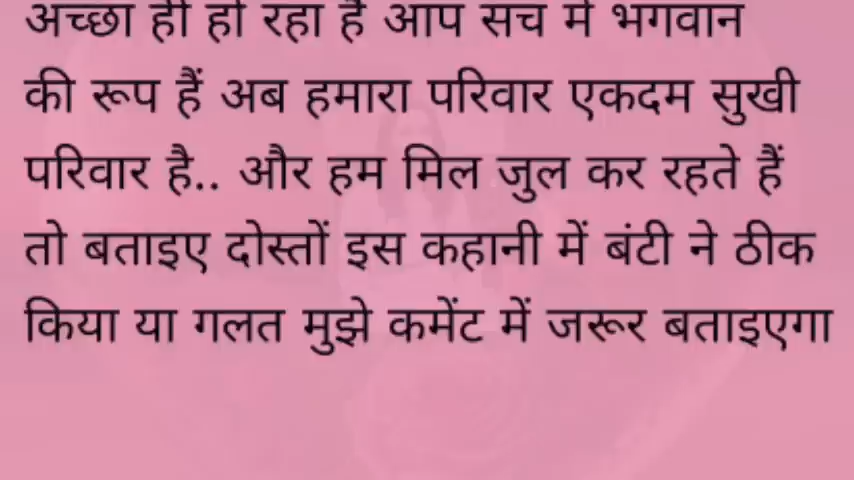 अच्छा ही हो रहा है आप सच में भगवान
की रूप हैं अब हमारा परिवार एकदम सुखी
परिवार है.. और हम मिल जुल कर रहते हैं
तो बताइए दोस्तों इस कहानी में बंटी ने ठीक
किया या गलत मुझे कमेंट में जरूर बताइएगा